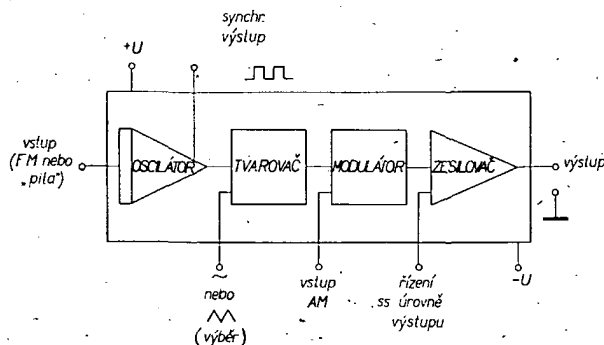 synchr.
výstup
+U
vstup
(FM nebo
„pila")
OSCILÁTOR
TVAROVAČ
MODULÁTOR
ZESILOVAČ
výstup
~
nebo
(výběr)
vstup
AM
řízení
ss úrovně
výstupu
-U